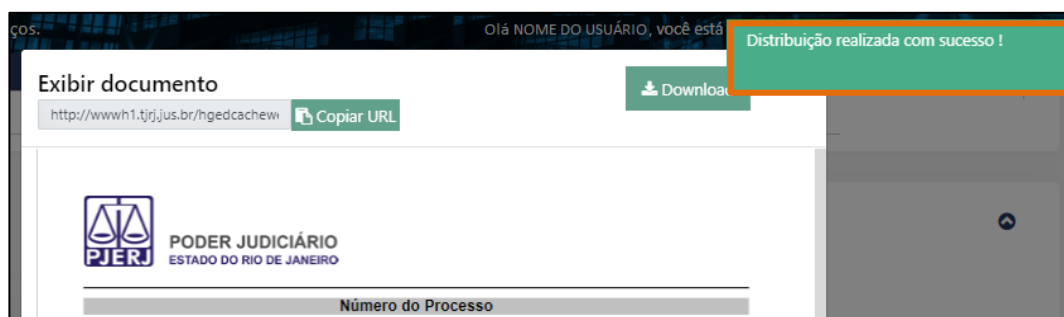 ços.
Olá NOME DO USUÁRIO, você está
Distribuição realizada com sucesso !
Exibir documento
Download
http://wwwh1.tjrj.jus.br/hgedcachew
Copiar URL
PJERJ
PODER JUDICIÁRIO
ESTADO DO RIO DE JANEIRO
Número do Processo